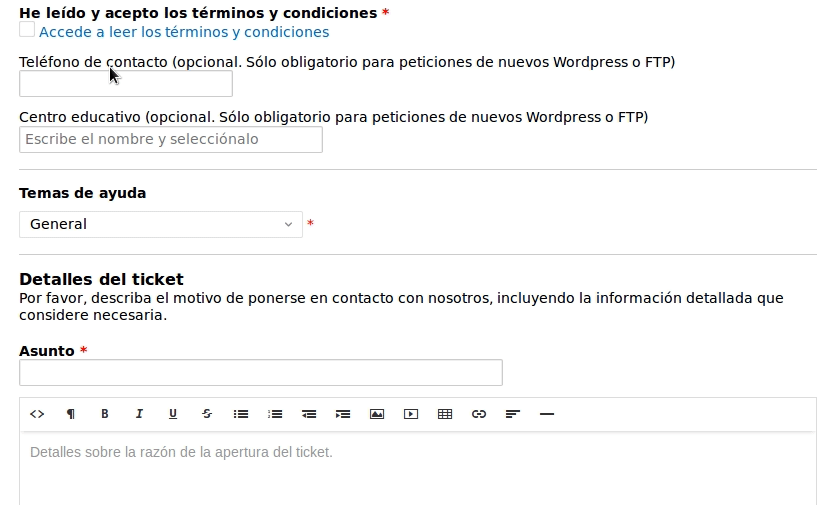 He leído y acepto los términos y condiciones *
Accede a leer los términos y condiciones
Teléfono de contacto (opcional. Sólo obligatorio para peticiones de nuevos Wordpress o FTP)
Centro educativo (opcional. Sólo obligatorio para peticiones de nuevos Wordpress o FTP)
Escribe el nombre y selecciónalo
Temas de ayuda
General *
Detalles del ticket
Por favor, describa el motivo de ponerse en contacto con nosotros, incluyendo la información detallada que
considere necesaria.
Asunto *
<> ¶ B I U S
Detalles sobre la razón de la apertura del ticket.